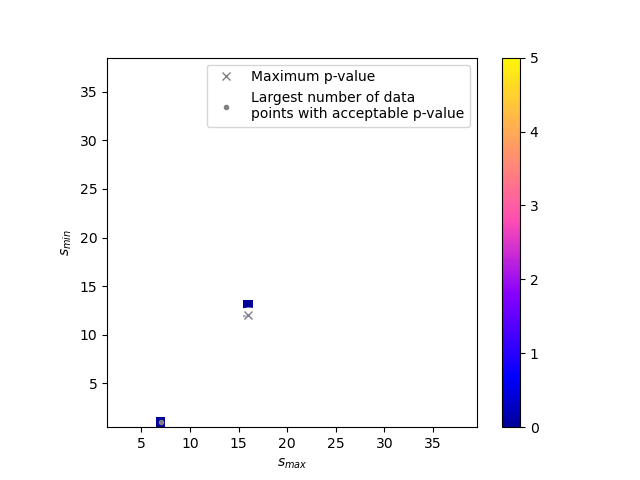 Maximum p-value
Largest number of data
points with acceptable p-value
35
30
25
20
15
10
5
s_min
5 10 15 20 25 30 35
s_max
5
4
3
2
1
0